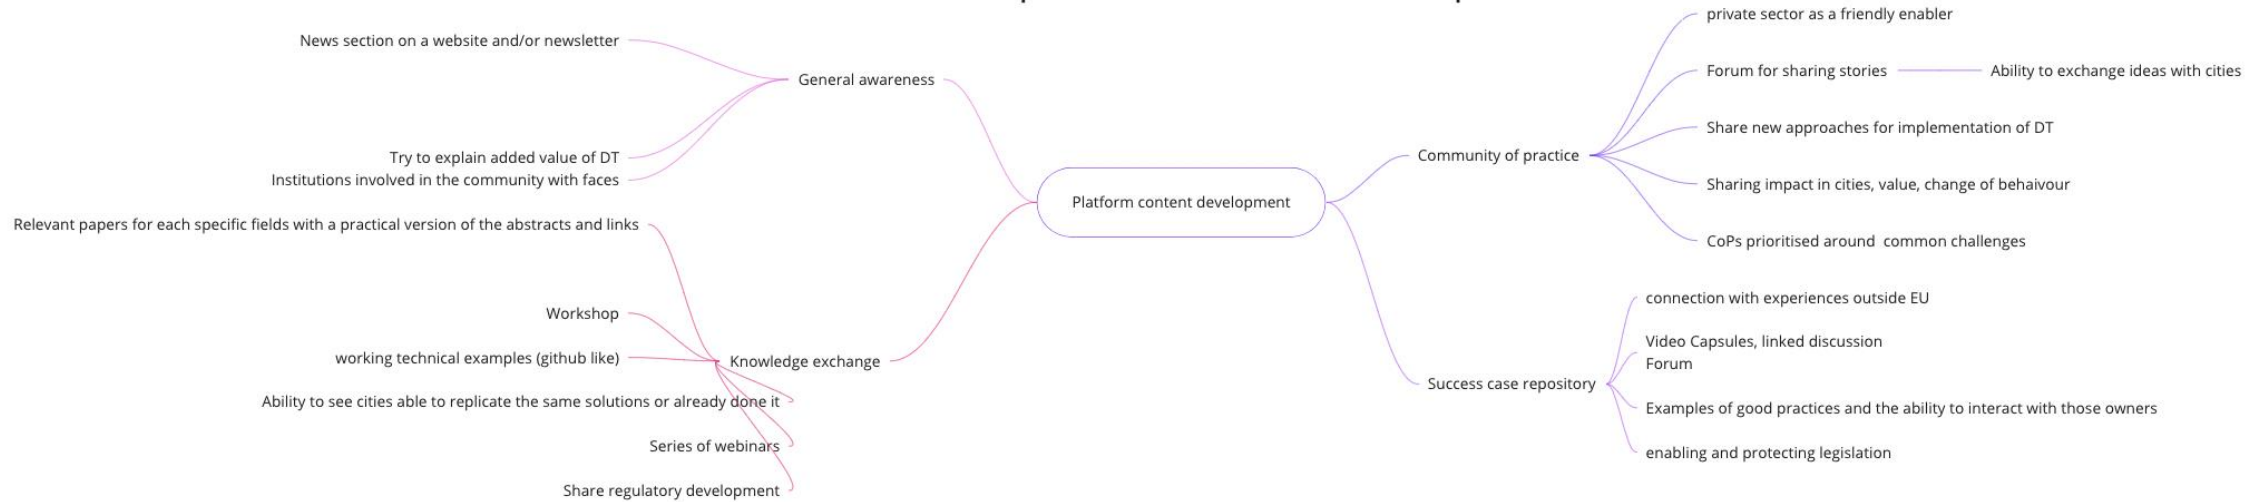 News section on a website and/or newsletter
General awareness
Try to explain added value of DT
Institutions involved in the community with faces
Relevant papers for each specific fields with a practical version of the abstracts and links
Workshop
working technical examples (github like)
Knowledge exchange
Ability to see cities able to replicate the same solutions or already done it
Series of webinars
Share regulatory development
Platform content development
private sector as a friendly enabler
Forum for sharing stories
Ability to exchange ideas with cities
Share new approaches for implementation of DT
Community of practice
Sharing impact in cities, value, change of behaivour
CoPs prioritised around  common challenges
connection with experiences outside EU
Video Capsules, linked discussion
Forum
Success case repository
Examples of good practices and the ability to interact with those owners
enabling and protecting legislation